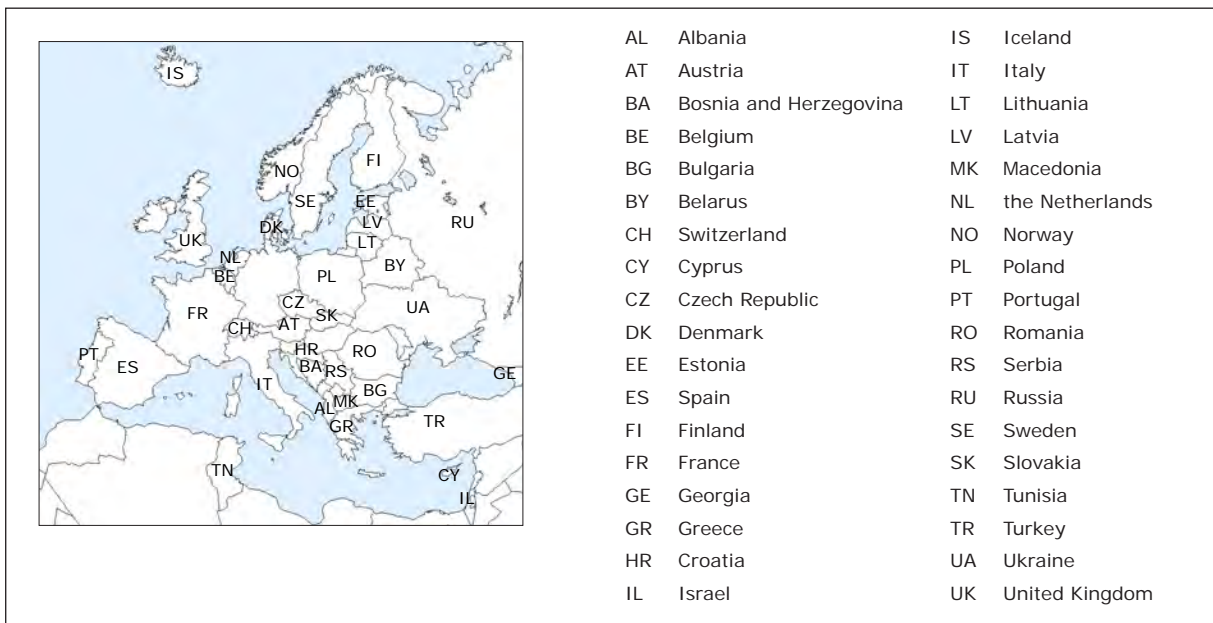 IS
FI
NO
SE
EE
RU
LV
DK
LT
UK
NL
BY
BE
PL
CZ
UA
FR
SK
AT
CH
HR
RO
PT
BA
ES
RS
GE
IT
BG
MK
AL
TR
GR
TN
CY
IL
AL Albania
AT Austria
BA Bosnia and Herzegovina
BE Belgium
BG Bulgaria
BY Belarus
CH Switzerland
CY Cyprus
CZ Czech Republic
DK Denmark
EE Estonia
ES Spain
FI Finland
FR France
GE Georgia
GR Greece
HR Croatia
IL Israel
IS Iceland
IT Italy
LT Lithuania
LV Latvia
MK Macedonia
NL the Netherlands
NO Norway
PL Poland
PT Portugal
RO Romania
RS Serbia
RU Russia
SE Sweden
SK Slovakia
TN Tunisia
TR Turkey
UA Ukraine
UK United Kingdom